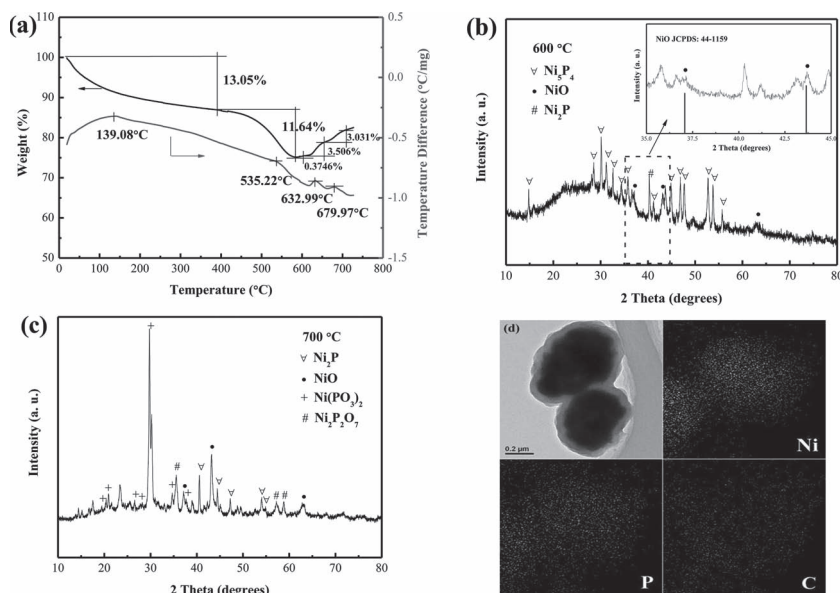 (a)
110
100
90
80
70
60
50
Weight (%)
13.05%
11.64%
3.031%
3.506%
0.3746%
139.08°C
535.22°C
632.99°C
679.97°C
0.5
0.0
-0.5
-1.0
-1.5
Temperature Difference (°C/mg)
0 100 200 300 400 500 600 700 800
Temperature (°C)
(b)
600 °C
Ni5P4
NiO
# Ni2P
#
Intensity (a. u.)
NiO JCPDS: 44-1159
Intensity (a. u.)
35.0 37.5 40.0 42.5 45.0
2 Theta (degrees)
10 20 30 40 50 60 70 80
2 Theta (degrees)
(c)
700 °C
Ni2P
NiO
+ Ni(PO3)2
# Ni2P2O7
# # #
Intensity (a. u.)
10 20 30 40 50 60 70 80
2 Theta (degrees)
(d)
0.2 μm
Ni
P
C